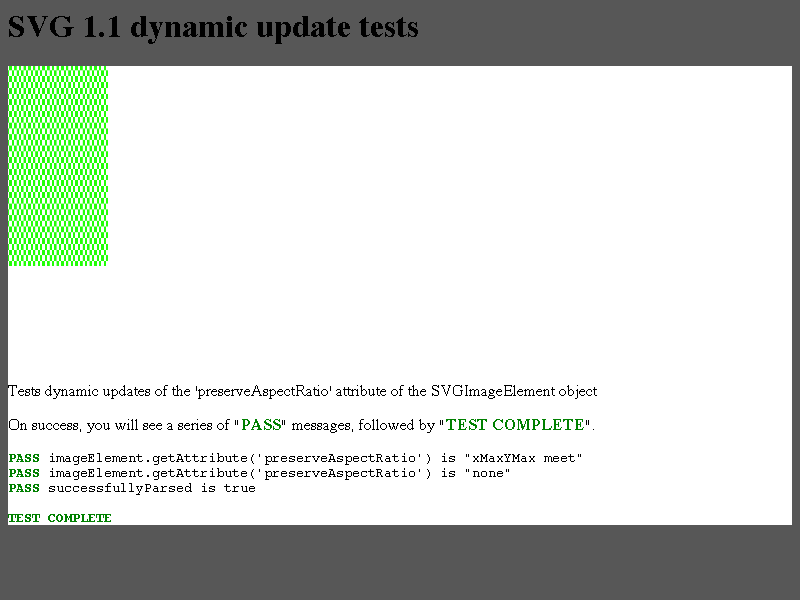 SVG 1.1 dynamic update tests
Tests dynamic updates of the 'preserveAspectRatio' attribute of the SVGImageElement object
On success, you will see a series of "PASS" messages, followed by "TEST COMPLETE".
PASS imageElement.getAttribute('preserveAspectRatio') is "xMaxYMax meet"
PASS imageElement.getAttribute('preserveAspectRatio') is "none"
PASS successfullyParsed is true
TEST COMPLETE